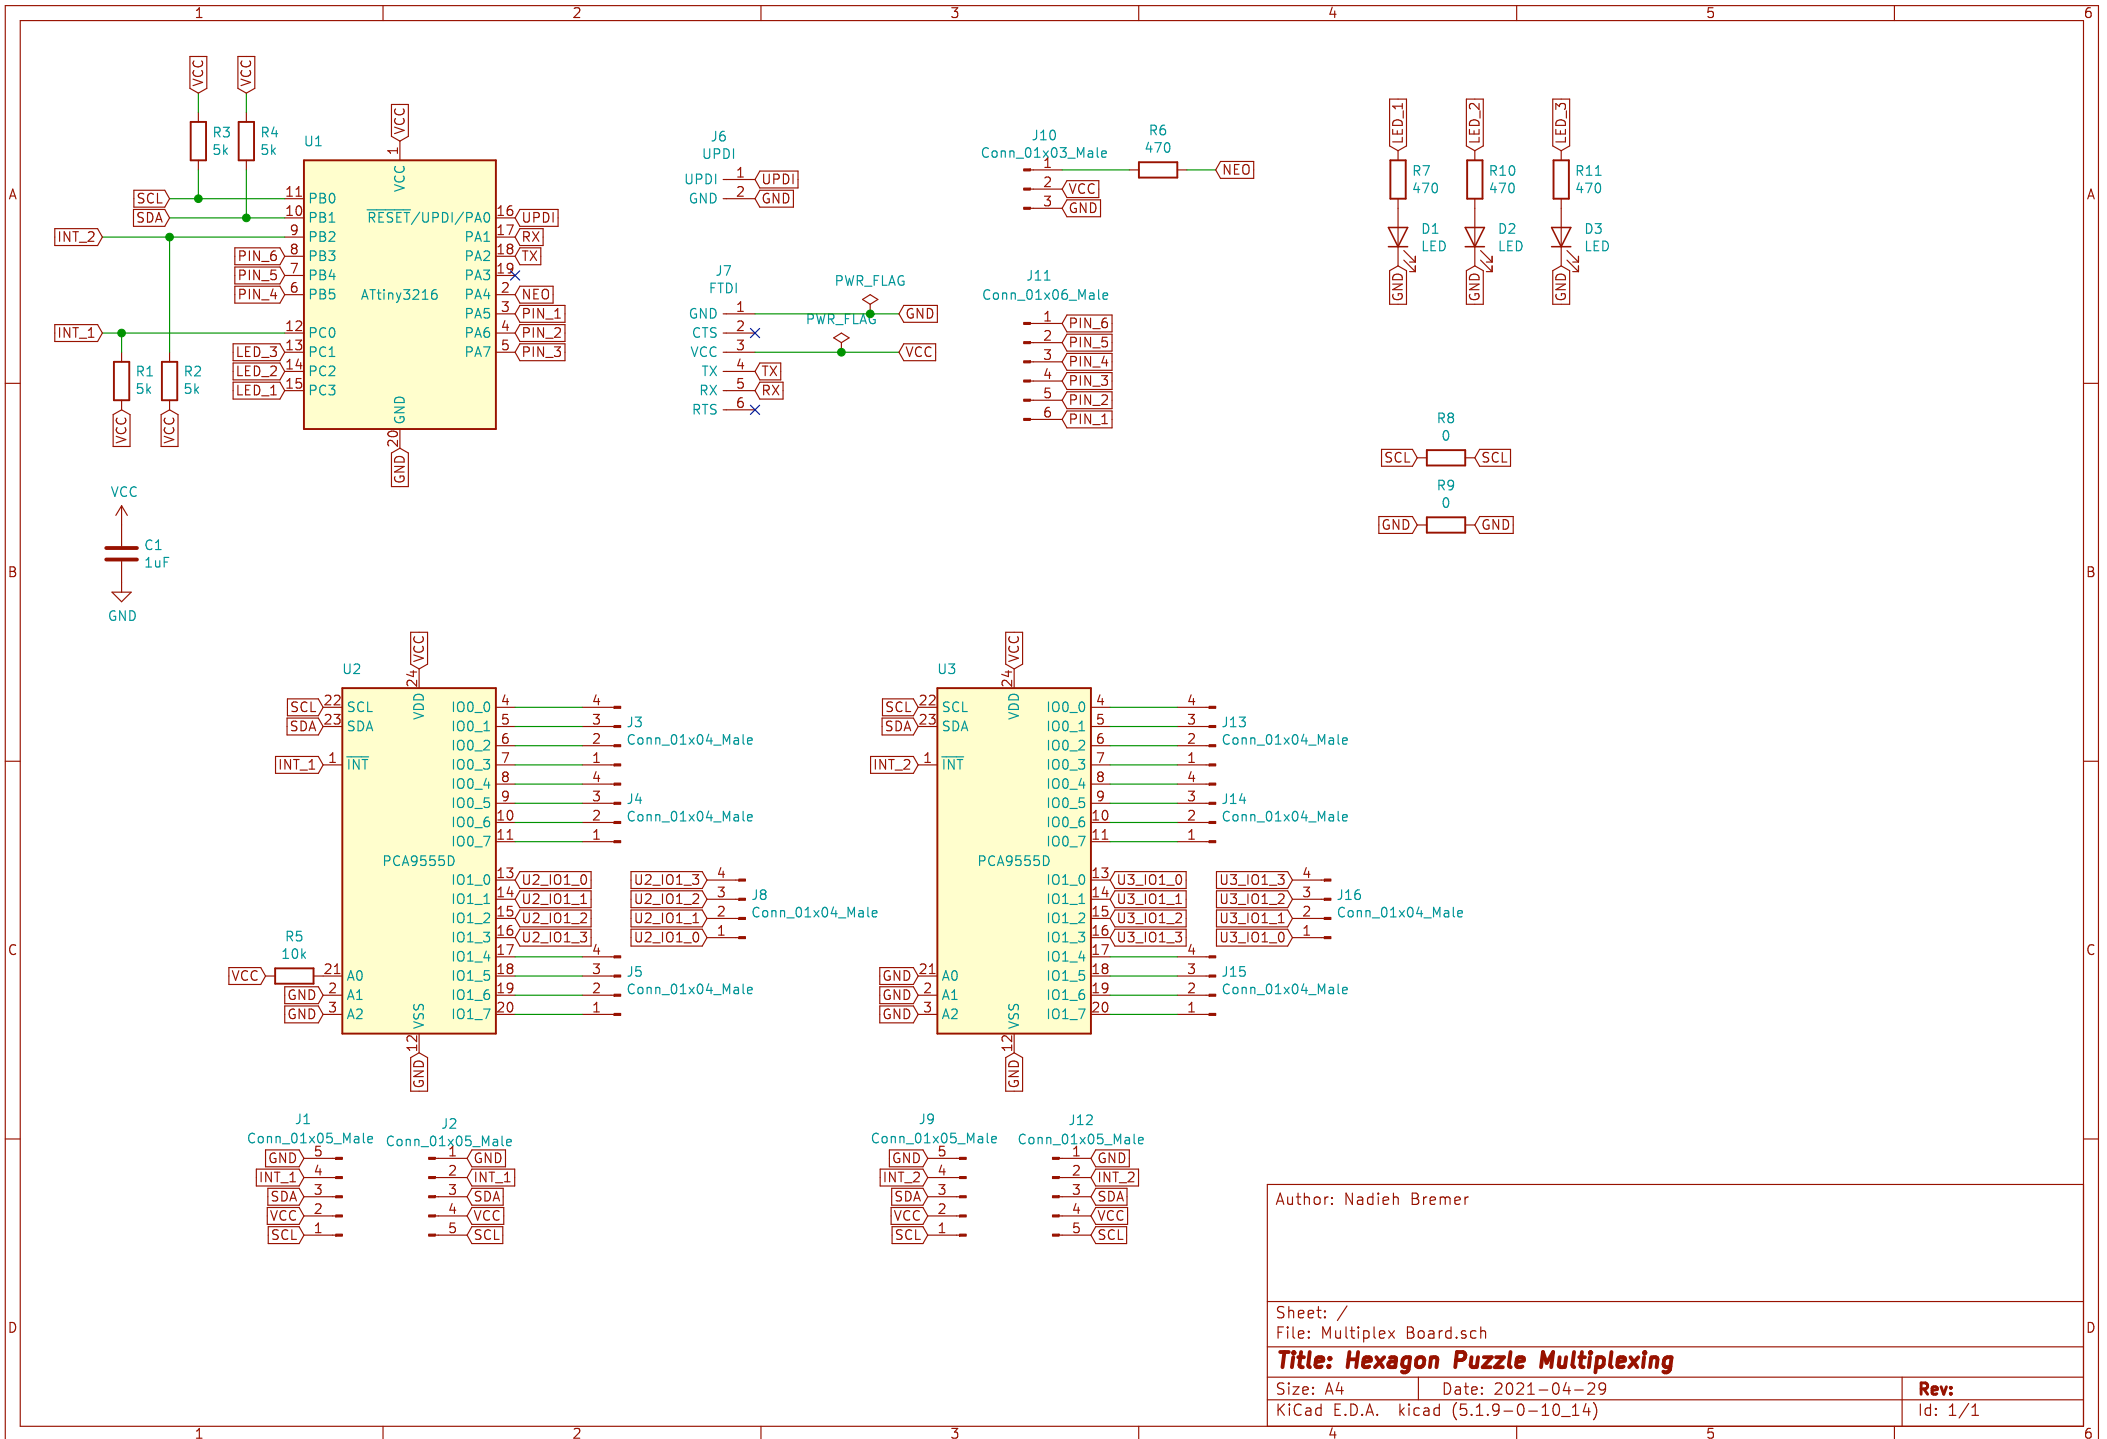 1 2 3 4 5 6
A A
B B
C C
D D
1 2 3 4 5 6
VCC VCC
R3
5k
R4
5k
U1
VCC
1
VCC
SCL 11 PB0
SDA 10 PB1
INT_2 9 PB2
PIN_6 8 PB3
PIN_5 7 PB4
PIN_4 6 PB5
INT_1 12 PC0
LED_3 13 PC1
LED_2 14 PC2
LED_1 15 PC3
ATtiny3216
RESET/UPDI/PA0 16 UPDI
PA1 17 RX
PA2 18 TX
PA3 19
PA4 2 NEO
PA5 3 PIN_1
PA6 4 PIN_2
PA7 5 PIN_3
GND
20
GND
R1
5k
VCC
R2
5k
VCC
VCC
C1
1uF
GND
J6
UPDI
UPDI 1 UPDI
GND 2 GND
J7
FTDI
GND 1 GND
CTS 2
VCC 3 VCC
TX 4 TX
RX 5 RX
RTS 6
PWR_FLAG
PWR_FLAG
J10
Conn_01x03_Male
1
2 VCC
3 GND
R6
470
NEO
J11
Conn_01x06_Male
1 PIN_6
2 PIN_5
3 PIN_4
4 PIN_3
5 PIN_2
6 PIN_1
LED_1 LED_2 LED_3
R7
470
R10
470
R11
470
D1
LED
D2
LED
D3
LED
GND GND GND
R8
0
SCL SCL
R9
0
GND GND
U2
VCC
24
VDD
SCL 22 SCL
SDA 23 SDA
INT_1 1 INT
PCA9555D
R5
10k
VCC 21 A0
GND 2 A1
GND 3 A2
VSS
12
GND
IO0_0 4 4
IO0_1 5 3
IO0_2 6 2
IO0_3 7 1
J3
Conn_01x04_Male
IO0_4 8 4
IO0_5 9 3
IO0_6 10 2
IO0_7 11 1
J4
Conn_01x04_Male
IO1_0 13 U2_IO1_0
IO1_1 14 U2_IO1_1
IO1_2 15 U2_IO1_2
IO1_3 16 U2_IO1_3
U2_IO1_3 4
U2_IO1_2 3
U2_IO1_1 2
U2_IO1_0 1
J8
Conn_01x04_Male
IO1_4 17 4
IO1_5 18 3
IO1_6 19 2
IO1_7 20 1
J5
Conn_01x04_Male
U3
VCC
24
VDD
SCL 22 SCL
SDA 23 SDA
INT_2 1 INT
PCA9555D
GND 21 A0
GND 2 A1
GND 3 A2
VSS
12
GND
IO0_0 4 4
IO0_1 5 3
IO0_2 6 2
IO0_3 7 1
J13
Conn_01x04_Male
IO0_4 8 4
IO0_5 9 3
IO0_6 10 2
IO0_7 11 1
J14
Conn_01x04_Male
IO1_0 13 U3_IO1_0
IO1_1 14 U3_IO1_1
IO1_2 15 U3_IO1_2
IO1_3 16 U3_IO1_3
U3_IO1_3 4
U3_IO1_2 3
U3_IO1_1 2
U3_IO1_0 1
J16
Conn_01x04_Male
IO1_4 17 4
IO1_5 18 3
IO1_6 19 2
IO1_7 20 1
J15
Conn_01x04_Male
J1
Conn_01x05_Male
GND 5
INT_1 4
SDA 3
VCC 2
SCL 1
J2
Conn_01x05_Male
1 GND
2 INT_1
3 SDA
4 VCC
5 SCL
J9
Conn_01x05_Male
GND 5
INT_2 4
SDA 3
VCC 2
SCL 1
J12
Conn_01x05_Male
1 GND
2 INT_2
3 SDA
4 VCC
5 SCL
Author: Nadieh Bremer
Sheet: /
File: Multiplex Board.sch
Title: Hexagon Puzzle Multiplexing
Size: A4 Date: 2021-04-29 Rev:
KiCad E.D.A. kicad (5.1.9-0-10_14) Id: 1/1